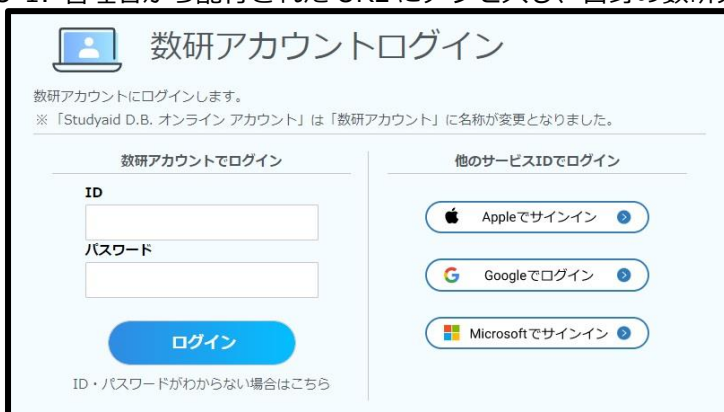 数研アカウントログイン
数研アカウントにログインします。
※「Studyaid D.B. オンライン アカウント」は「数研アカウント」に名称が変更となりました。
数研アカウントでログイン
ID
パスワード
ログイン
ID・パスワードがわからない場合はこちら
他のサービスIDでログイン
Appleでサインイン
Googleでログイン
Microsoftでサインイン